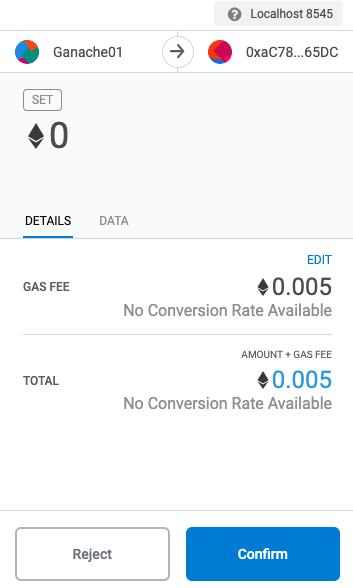 Localhost 8545
Ganache01
0xaC78...65DC
SET
0
DETAILS
DATA
EDIT
GAS FEE
0.005
No Conversion Rate Available
AMOUNT + GAS FEE
TOTAL
0.005
No Conversion Rate Available
Reject
Confirm